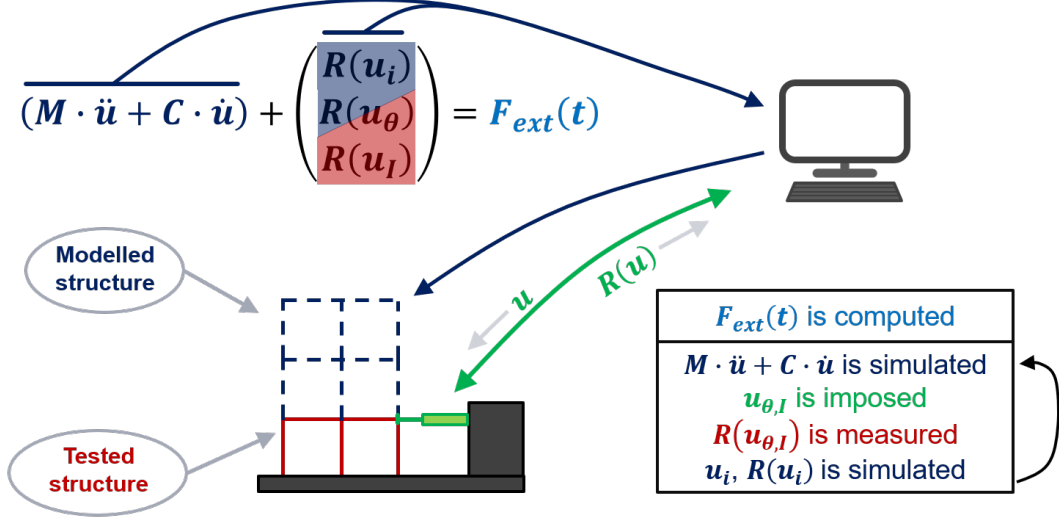 (M · ü + C · u̇) + ( R(u_i) R(u_θ) R(u_I) ) = F_ext(t)
Modelled
structure
u
R(u)
F_ext(t) is computed
M · ü + C · u̇ is simulated
u_θ,I is imposed
R(u_θ,I) is measured
u_i, R(u_i) is simulated
Tested
structure